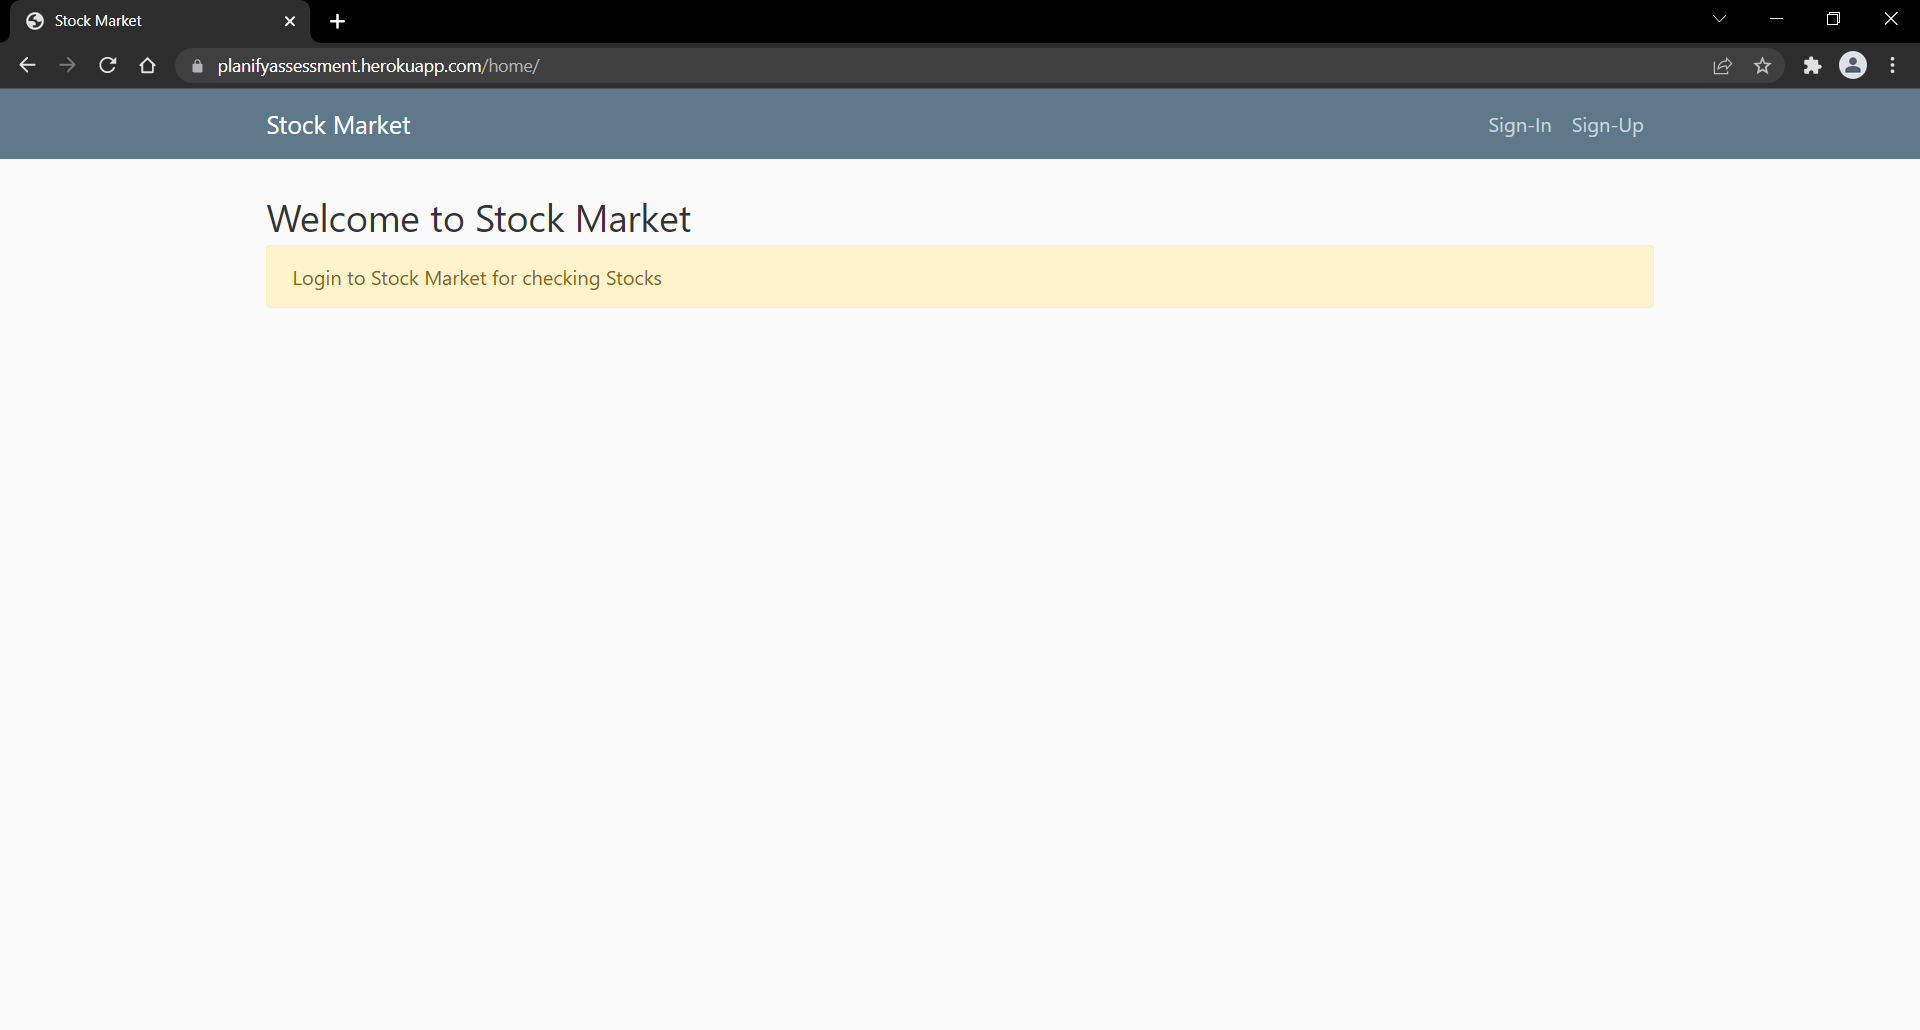 Stock Market
planifyassessment.herokuapp.com/home/
Stock Market
Sign-In
Sign-Up
Welcome to Stock Market
Login to Stock Market for checking Stocks